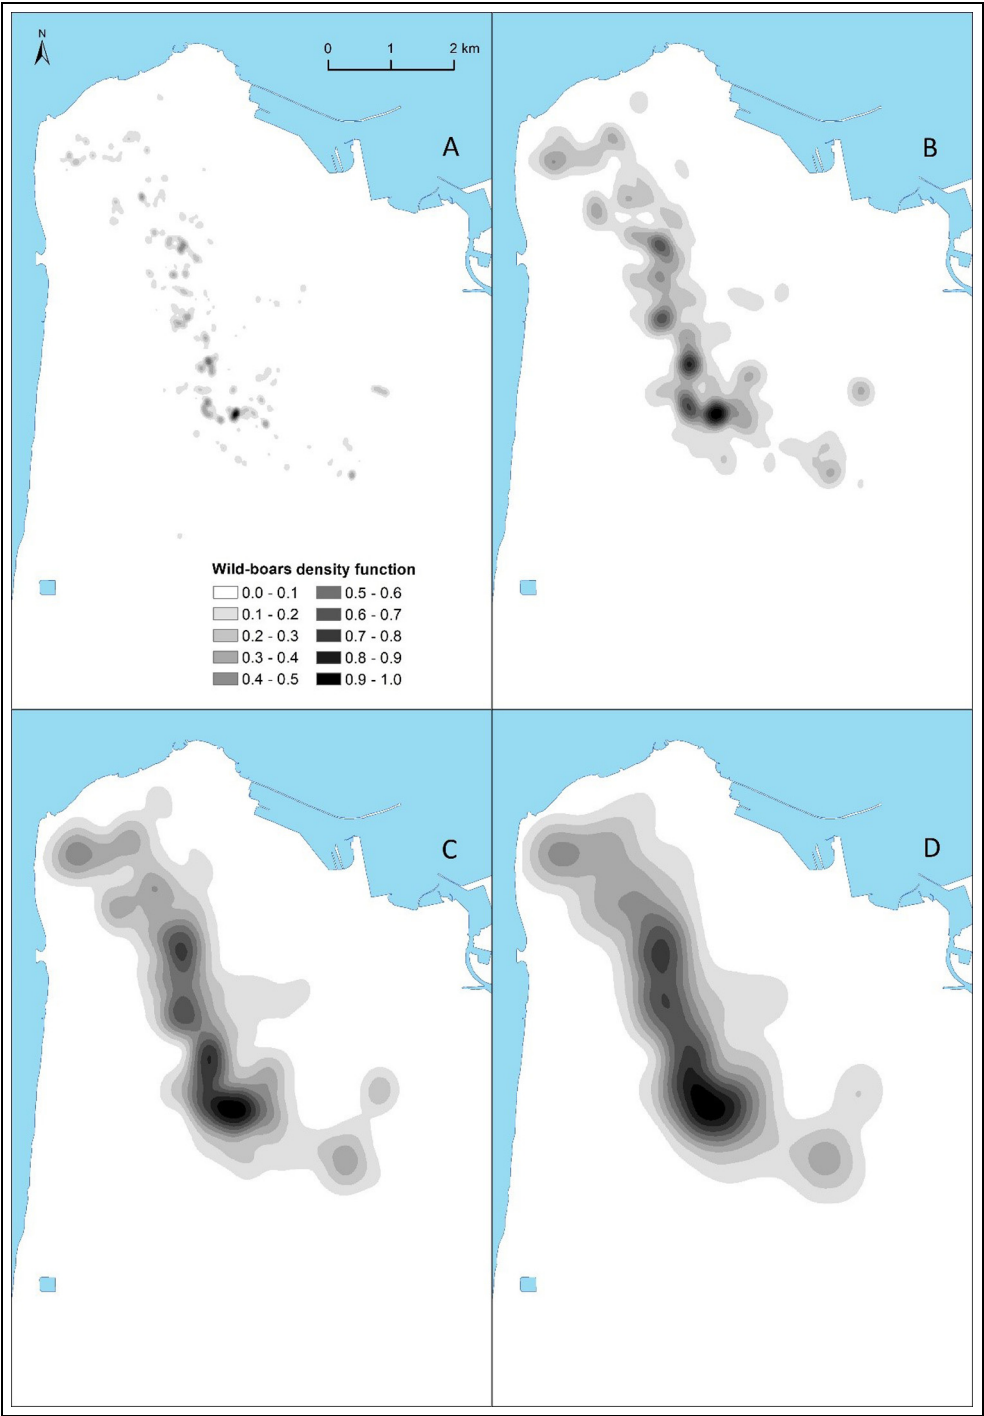 N
0 1 2 km
A
B
Wild-boars density function
0.0 - 0.1 0.5 - 0.6
0.1 - 0.2 0.6 - 0.7
0.2 - 0.3 0.7 - 0.8
0.3 - 0.4 0.8 - 0.9
0.4 - 0.5 0.9 - 1.0
C
D